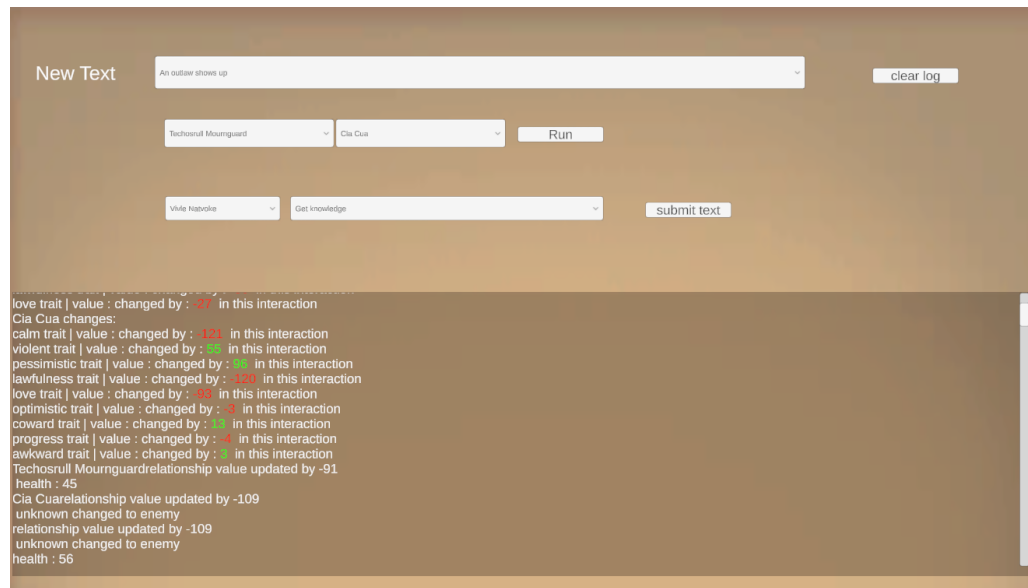 New Text
An outlaw shows up
clear log
Techosrull Mournguard
Cia Cua
Run
Vivle Natvoke
Get knowledge
submit text
love trait | value : changed by : -27 in this interaction
Cia Cua changes:
calm trait | value : changed by : -121 in this interaction
violent trait | value : changed by : 55 in this interaction
pessimistic trait | value : changed by : 96 in this interaction
lawfulness trait | value : changed by : -120 in this interaction
love trait | value : changed by : -93 in this interaction
optimistic trait | value : changed by : -3 in this interaction
coward trait | value : changed by : 13 in this interaction
progress trait | value : changed by : -4 in this interaction
awkward trait | value : changed by : 3 in this interaction
Techosrull Mournguardrelationship value updated by -91
health : 45
Cia Cuarelationship value updated by -109
unknown changed to enemy
relationship value updated by -109
unknown changed to enemy
health : 56